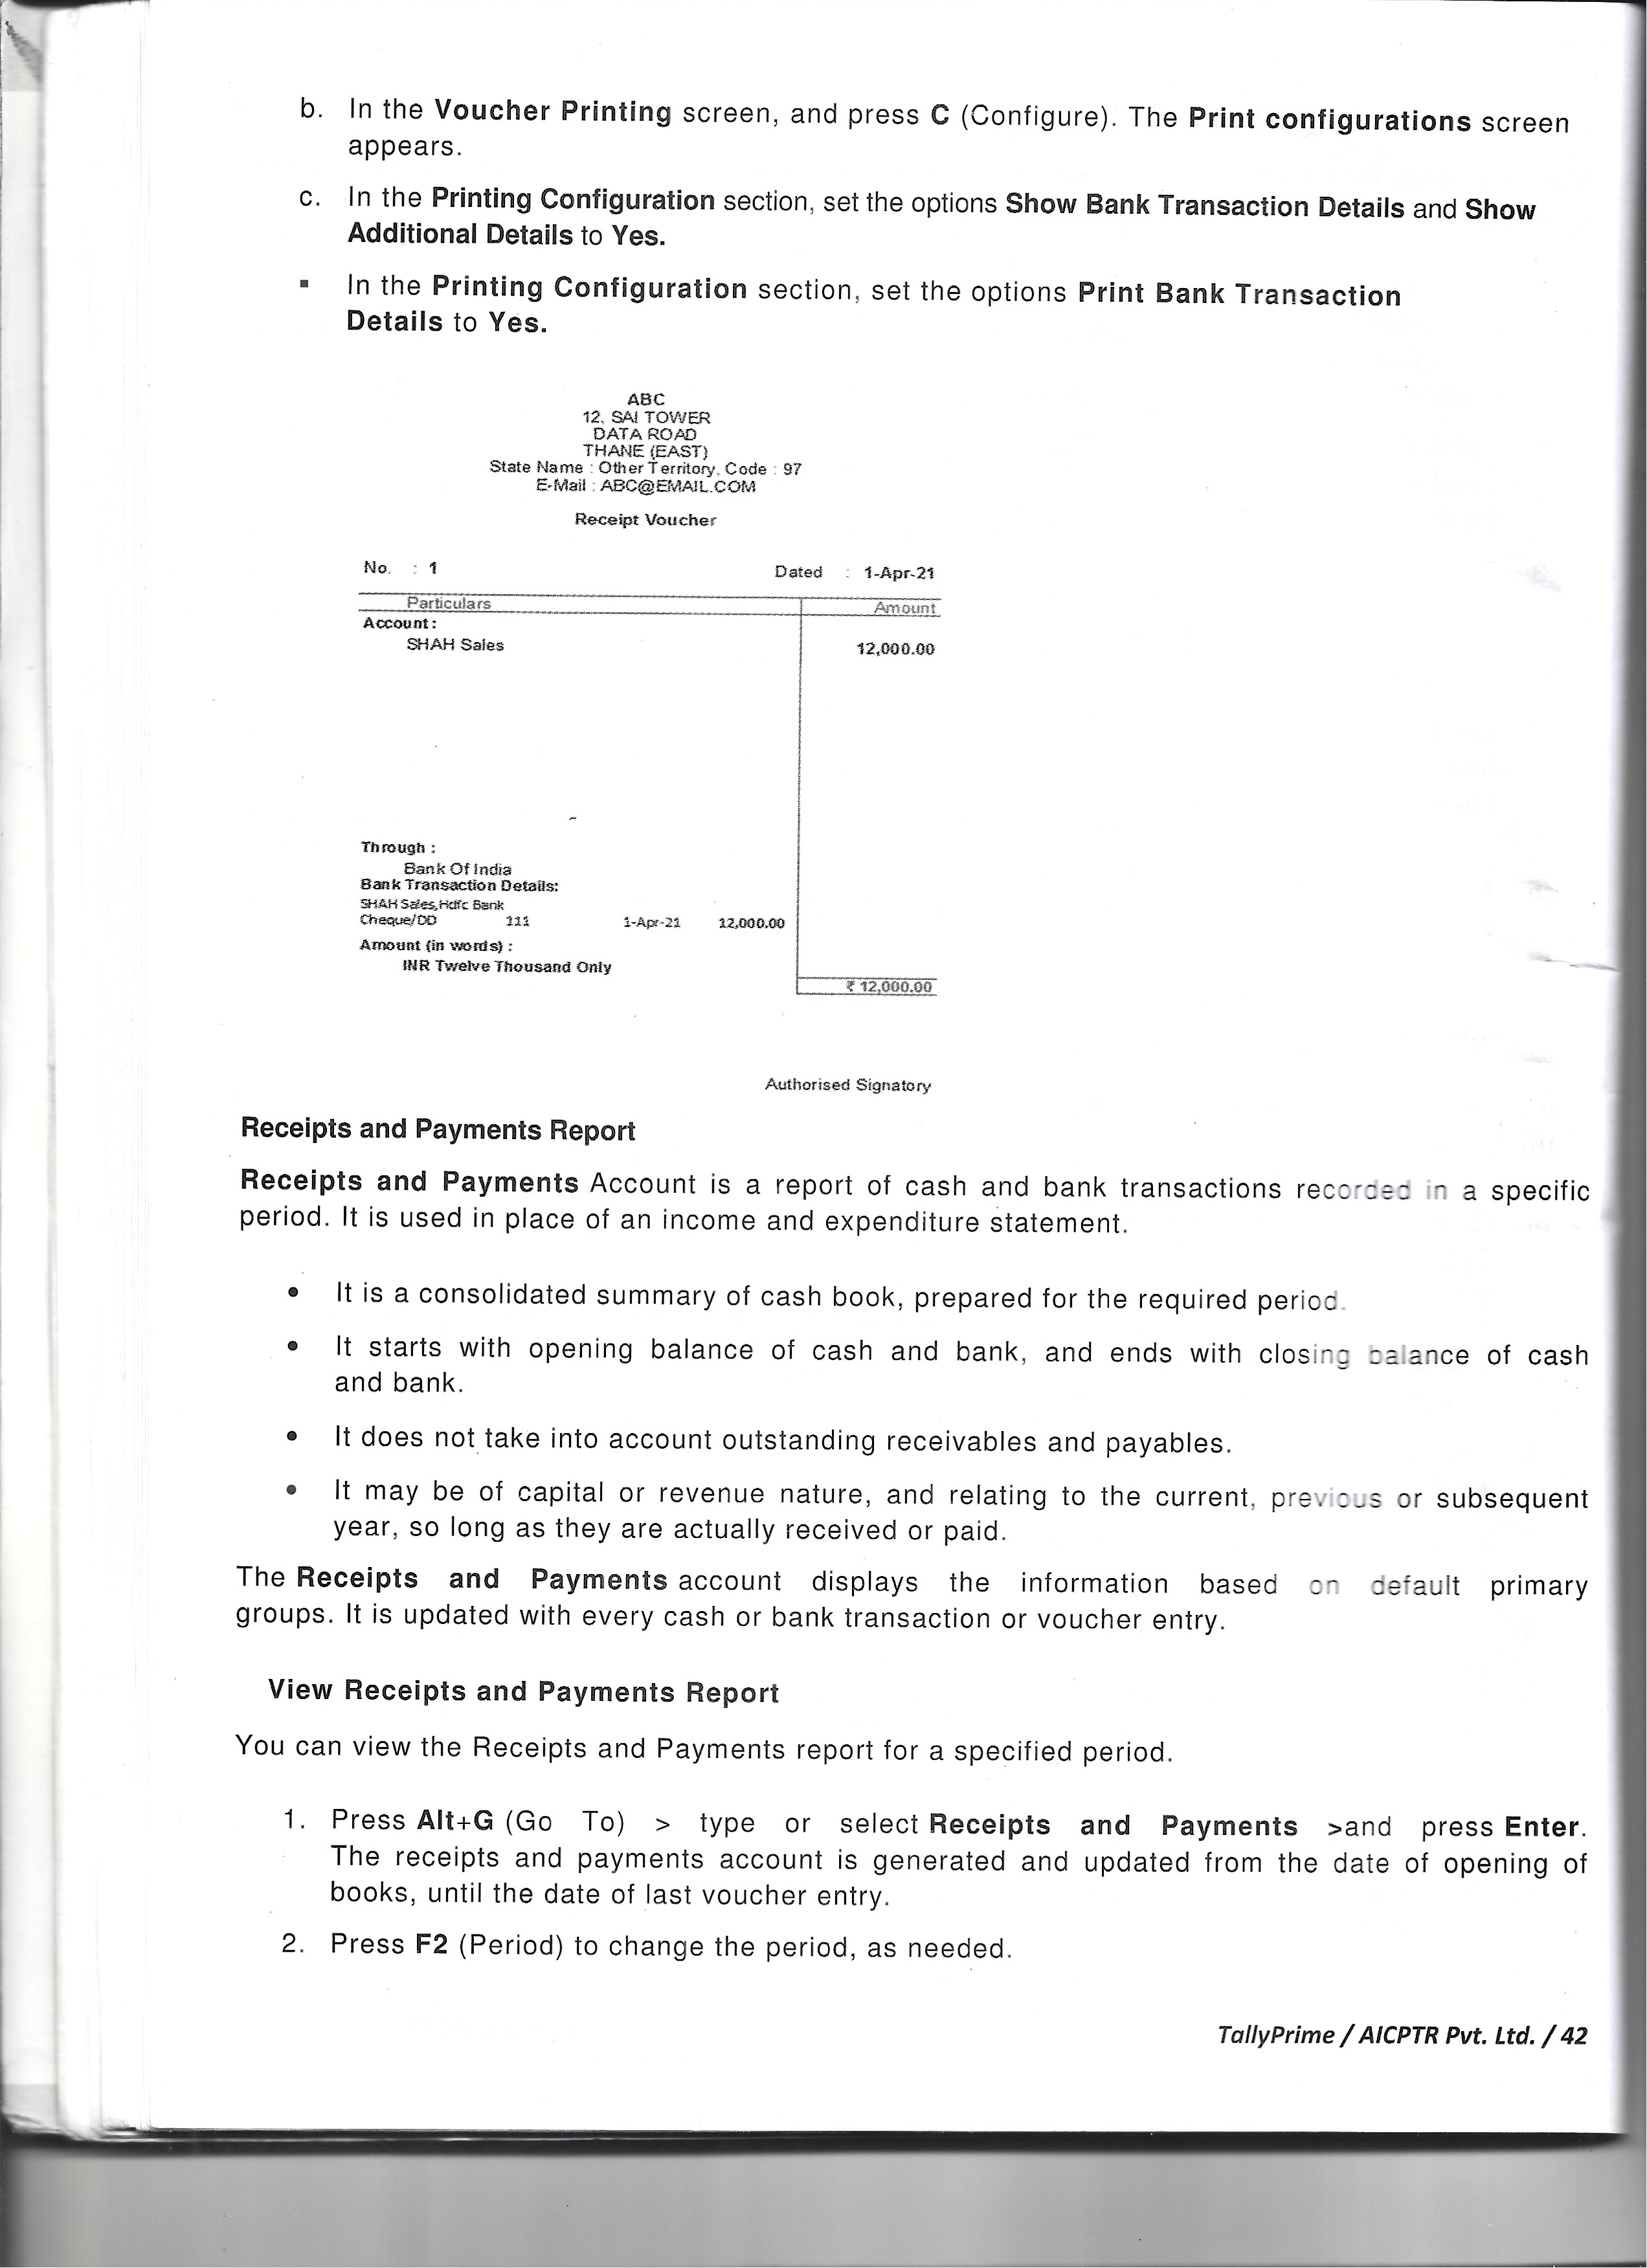 b. In the Voucher Printing screen, and press C (Configure). The Print configurations screen
appears.
c. In the Printing Configuration section, set the options Show Bank Transaction Details and Show
Additional Details to Yes.
▪ In the Printing Configuration section, set the options Print Bank Transaction
Details to Yes.
ABC
12, SAI TOWER
DATA ROAD
THANE (EAST)
State Name : Other Territory, Code : 97
E-Mail : ABC@EMAIL.COM
Receipt Voucher
No. : 1 Dated : 1-Apr-21
Particulars Amount
Account :
SHAH Sales 12,000.00
Through :
Bank Of India
Bank Transaction Details:
SHAH Sales,Hdfc Bank
Cheque/DD 111 1-Apr-21 12,000.00
Amount (in words) :
INR Twelve Thousand Only
₹ 12,000.00
Authorised Signatory
Receipts and Payments Report
Receipts and Payments Account is a report of cash and bank transactions recorded in a specific
period. It is used in place of an income and expenditure statement.
• It is a consolidated summary of cash book, prepared for the required period.
• It starts with opening balance of cash and bank, and ends with closing balance of cash
and bank.
• It does not take into account outstanding receivables and payables.
• It may be of capital or revenue nature, and relating to the current, previous or subsequent
year, so long as they are actually received or paid.
The Receipts and Payments account displays the information based on default primary
groups. It is updated with every cash or bank transaction or voucher entry.
View Receipts and Payments Report
You can view the Receipts and Payments report for a specified period.
1. Press Alt+G (Go To) > type or select Receipts and Payments >and press Enter.
The receipts and payments account is generated and updated from the date of opening of
books, until the date of last voucher entry.
2. Press F2 (Period) to change the period, as needed.
TallyPrime / AICPTR Pvt. Ltd. / 42